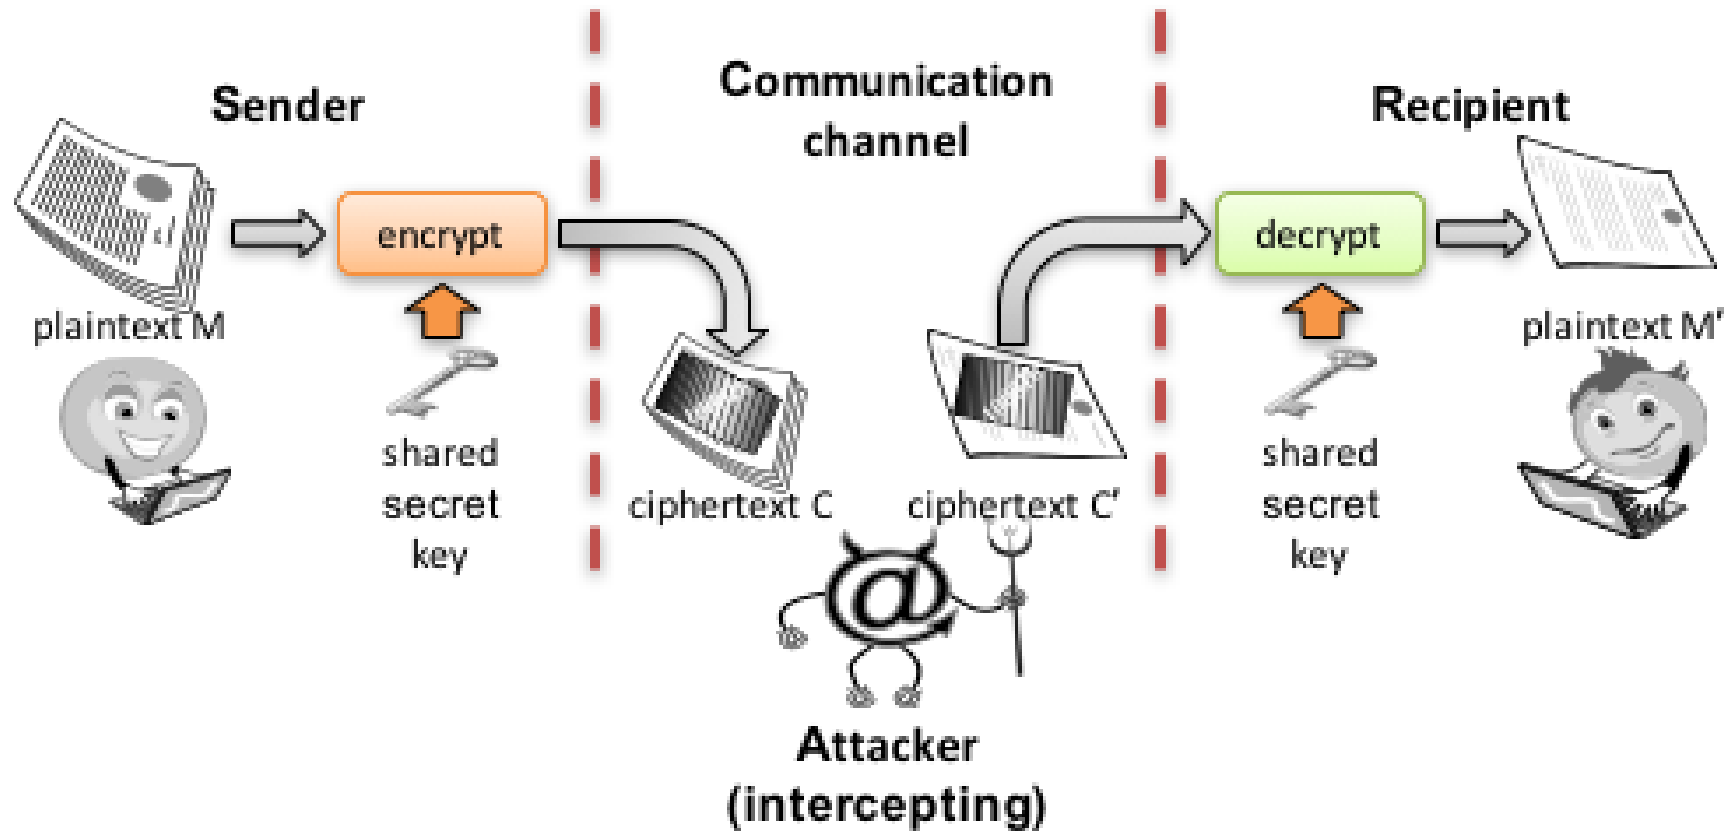 Sender
Communication
channel
Recipient
encrypt
decrypt
plaintext M
plaintext M′
shared
secret
key
ciphertext C
ciphertext C′
shared
secret
key
@
Attacker
(intercepting)